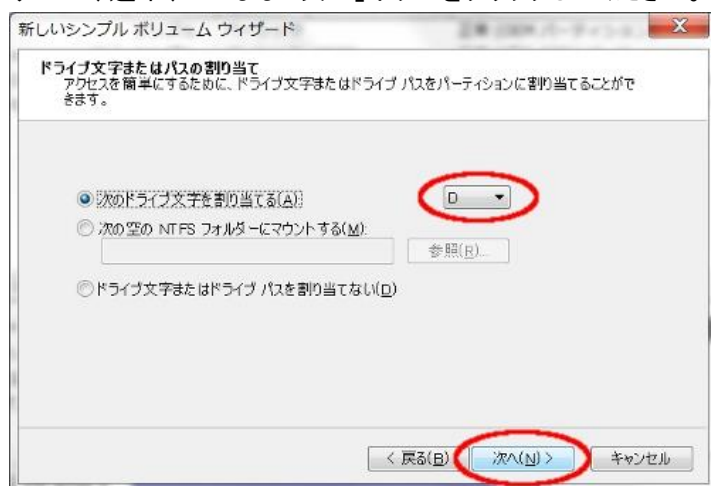 新しいシンプル ボリューム ウィザード
ドライブ文字またはパスの割り当て
アクセスを簡単にするために、ドライブ文字またはドライブ パスをパーティションに割り当てることがで
きます。
次のドライブ文字を割り当てる(A):
D
次の空の NTFS フォルダーにマウントする(M):
参照(R)...
ドライブ文字またはドライブ パスを割り当てない(D)
< 戻る(B)
次へ(N) >
キャンセル